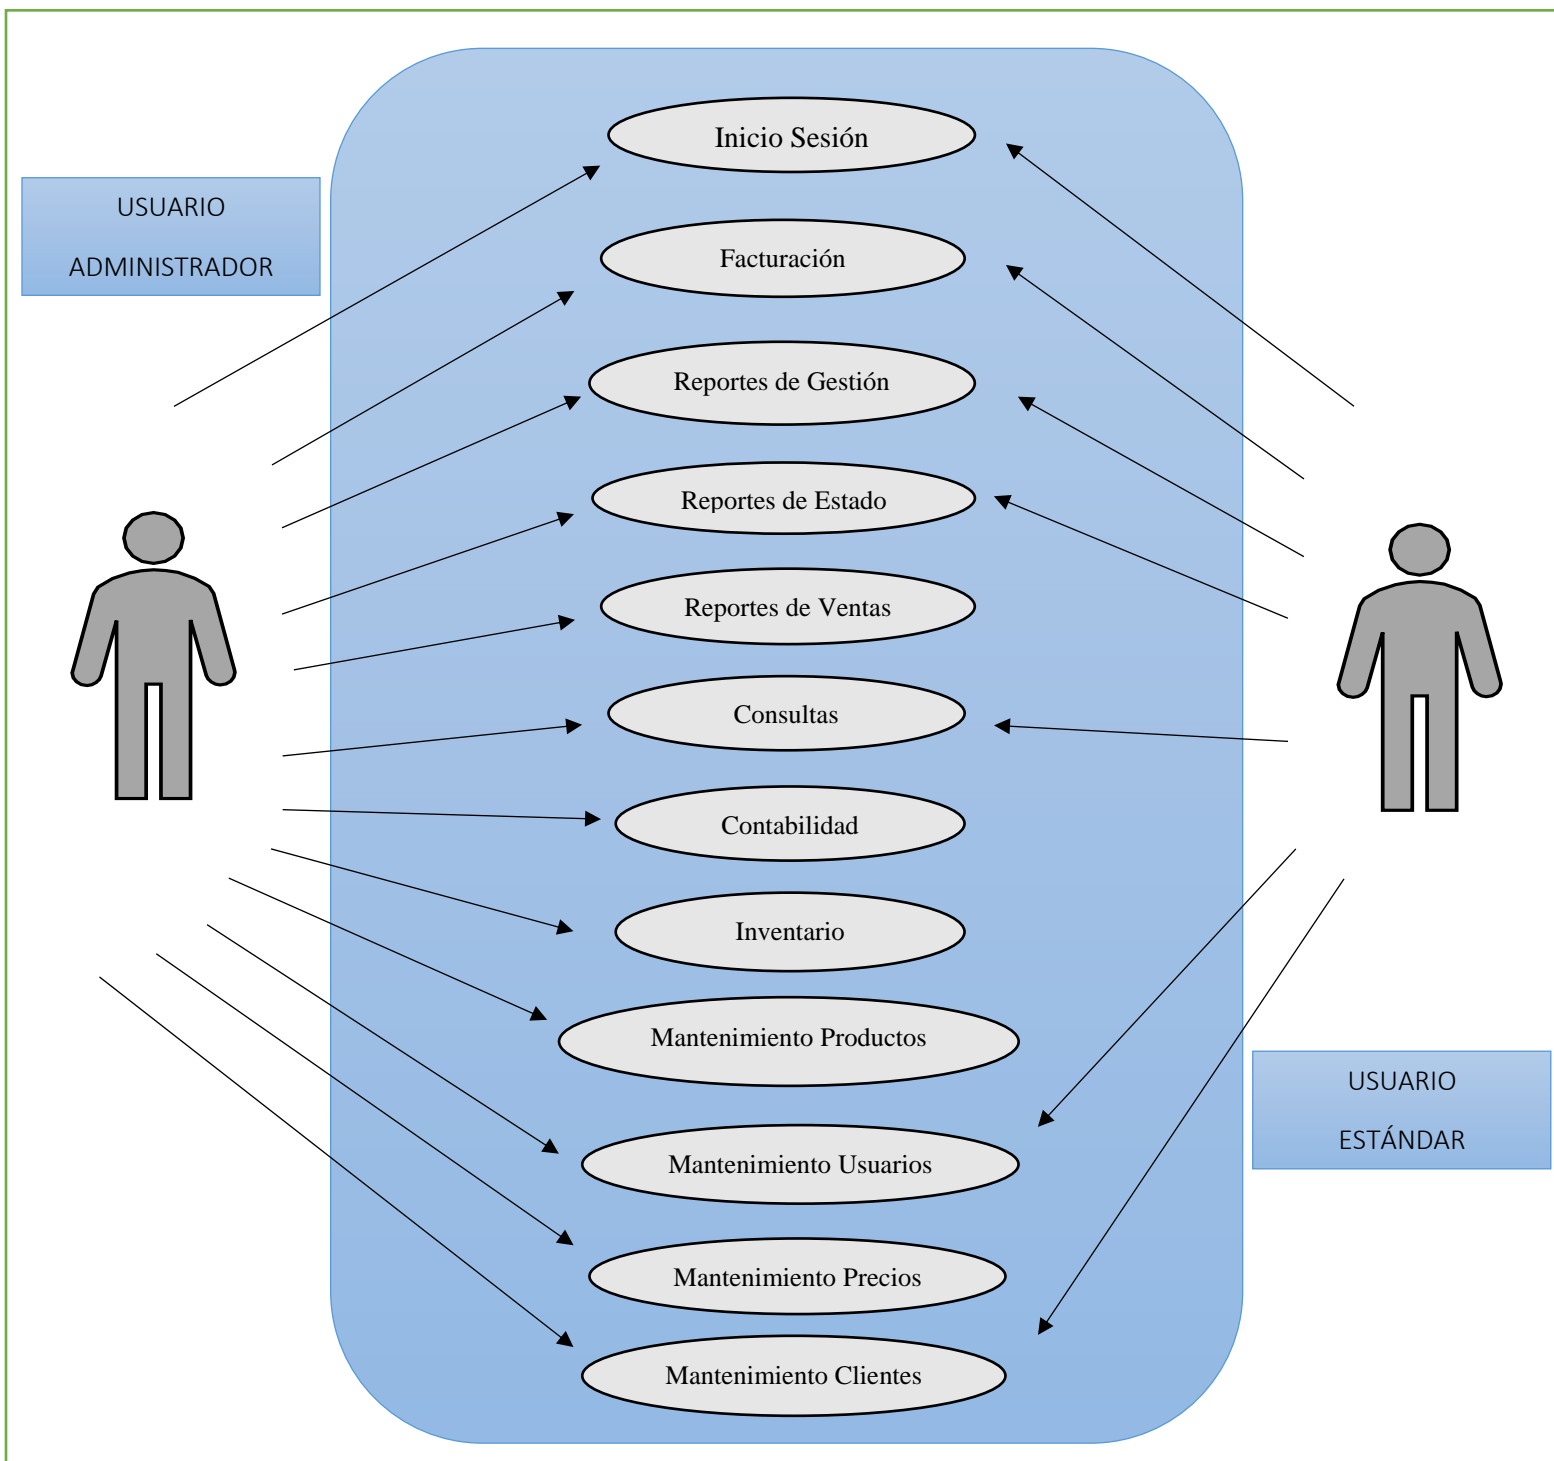 Inicio Sesión
USUARIO
ADMINISTRADOR
Facturación
Reportes de Gestión
Reportes de Estado
Reportes de Ventas
Consultas
Contabilidad
Inventario
Mantenimiento Productos
USUARIO
ESTÁNDAR
Mantenimiento Usuarios
Mantenimiento Precios
Mantenimiento Clientes